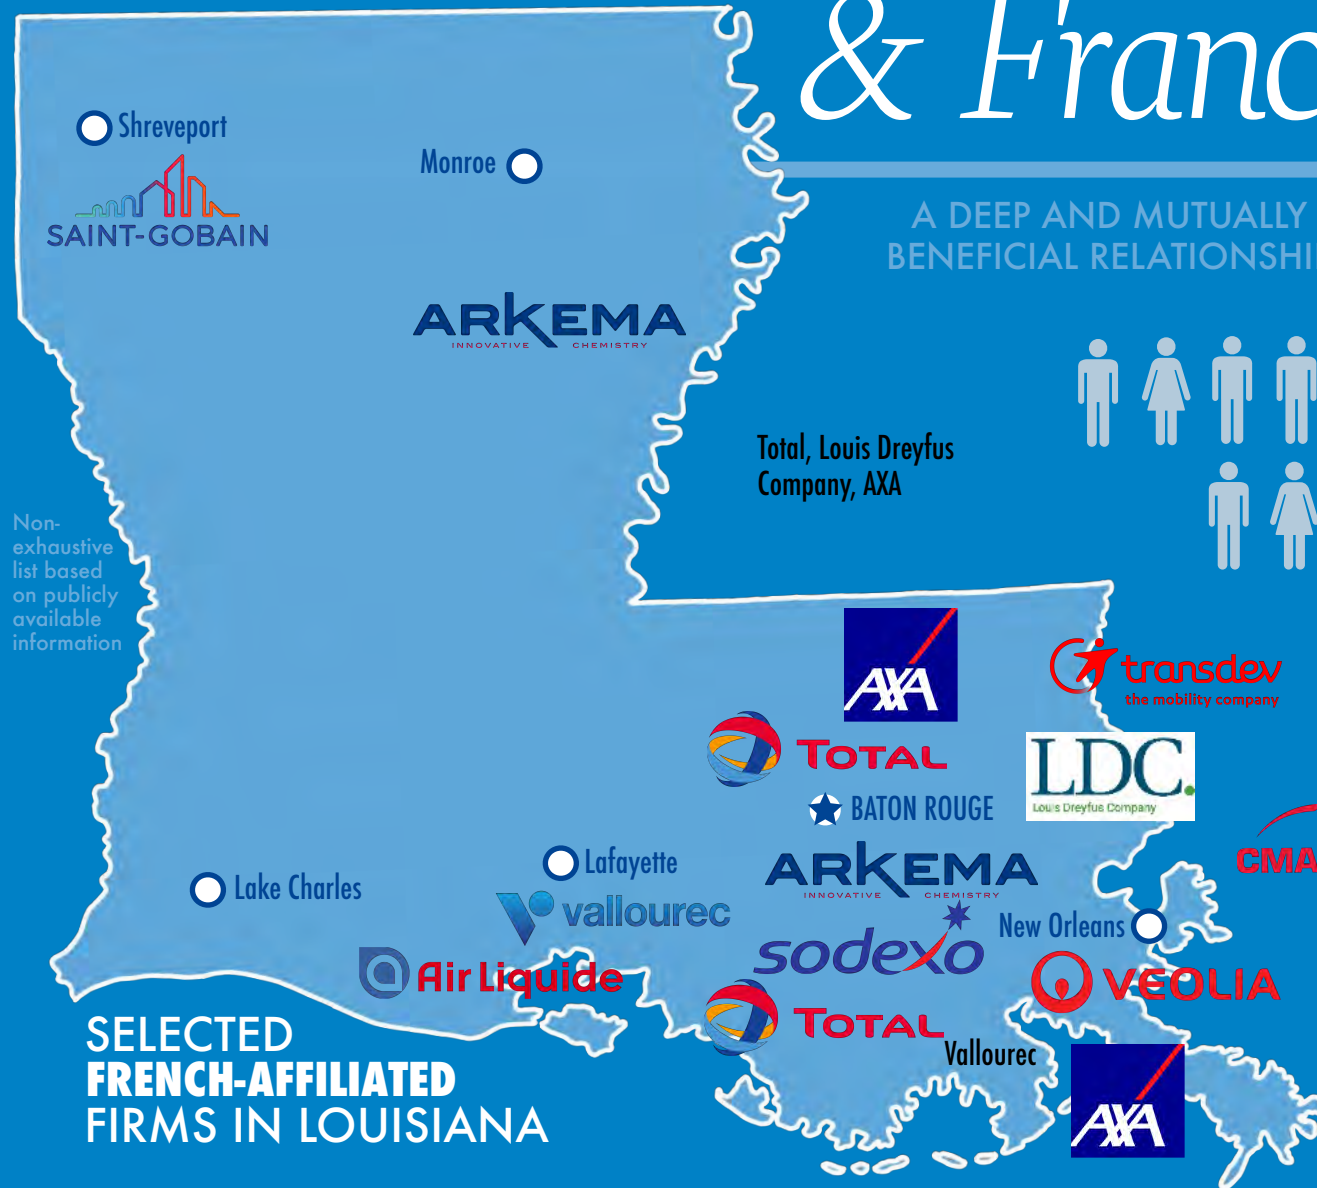 & Franc
A DEEP AND MUTUALLY
BENEFICIAL RELATIONSHI
Shreveport
SAINT-GOBAIN
Monroe
ARKEMA
INNOVATIVE CHEMISTRY
Total, Louis Dreyfus
Company, AXA
Non-
exhaustive
list based
on publicly
available
information
AXA
transdev
the mobility company
TOTAL
LDC.
Louis Dreyfus Company
BATON ROUGE
CMA
Lafayette
Lake Charles
vallourec
ARKEMA
INNOVATIVE CHEMISTRY
New Orleans
sodexo
Air Liquide
VEOLIA
TOTAL
Vallourec
AXA
SELECTED
FRENCH-AFFILIATED
FIRMS IN LOUISIANA